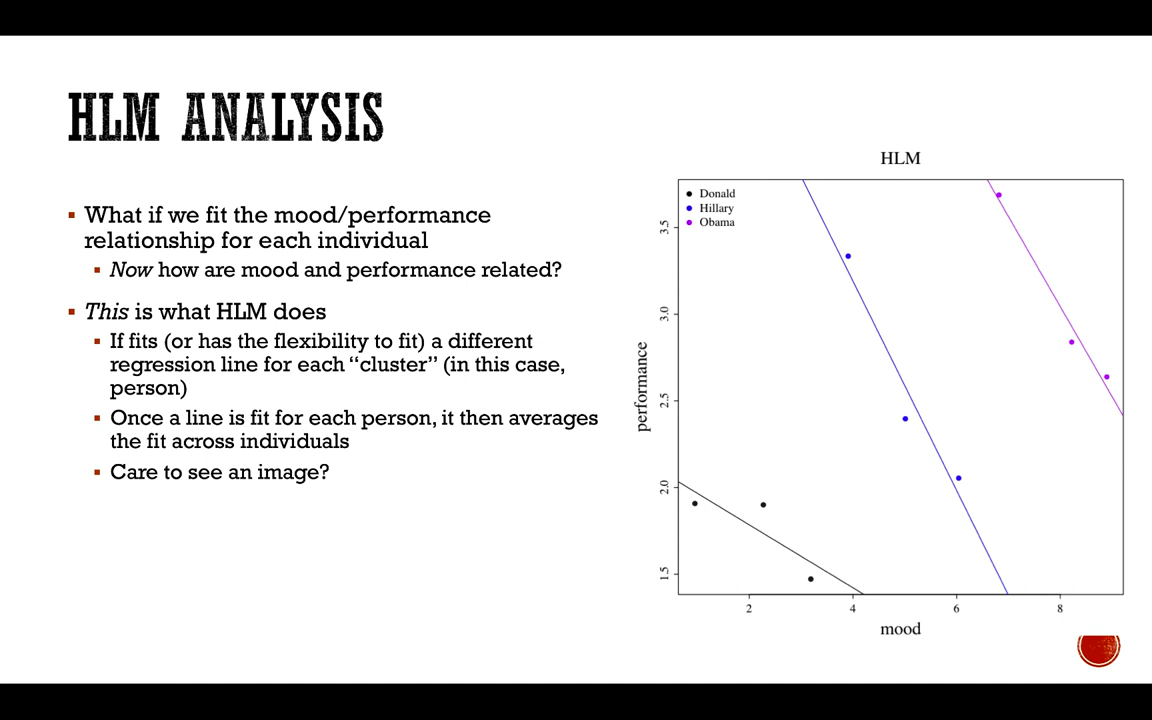 HLM ANALYSIS
What if we fit the mood/performance
relationship for each individual
Now how are mood and performance related?
This is what HLM does
If fits (or has the flexibility to fit) a different
regression line for each “cluster” (in this case,
person)
Once a line is fit for each person, it then averages
the fit across individuals
Care to see an image?
HLM
Donald
Hillary
Obama
performance
3.5
3.0
2.5
2.0
1.5
2 4 6 8
mood